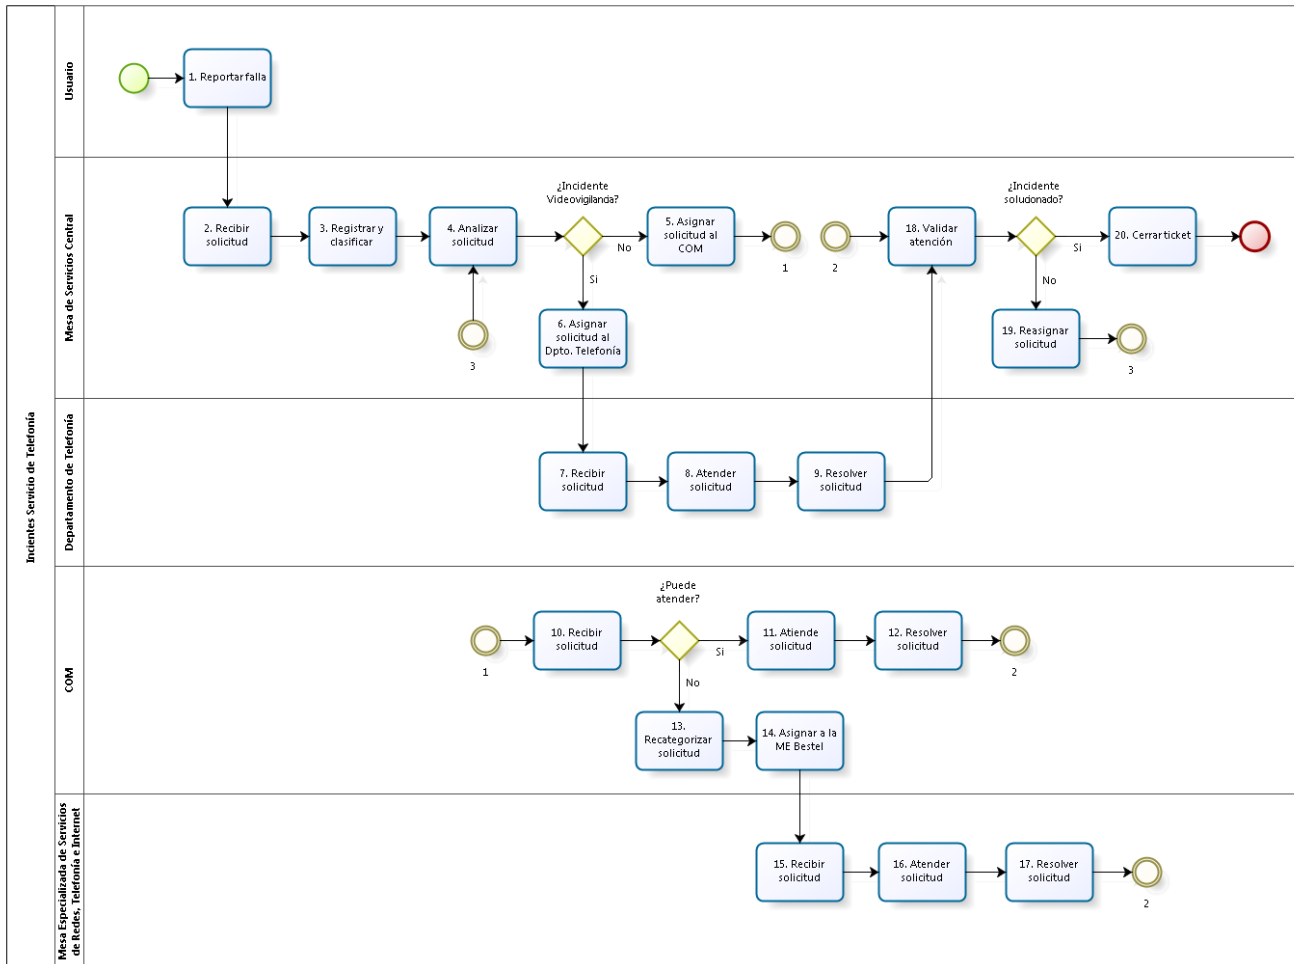 Incientes Servicio de Telefonía
Usuario
1. Reportar falla
Mesa de Servicios Central
2. Recibir
solicitud
3. Registrar y
clasificar
4. Analizar
solicitud
3
¿Incidente
Videovigilanda?
No
Si
5. Asignar
solicitud al
COM
1
6. Asignar
solicitud al
Dpto. Telefonía
2
18. Validar
atención
¿Incidente
soludonado?
Si
No
20. Cerrar ticket
19. Reasignar
solicitud
3
Departamento de Telefonía
7. Recibir
solicitud
8. Atender
solicitud
9. Resolver
solicitud
COM
1
10. Recibir
solicitud
¿Puede
atender?
Si
No
11. Atiende
solicitud
12. Resolver
solicitud
2
13.
Recategorizar
solicitud
14. Asignar a la
ME Bestel
Mesa Especializada de Servicios
de Redes, Telefonía e Internet
15. Recibir
solicitud
16. Atender
solicitud
17. Resolver
solicitud
2